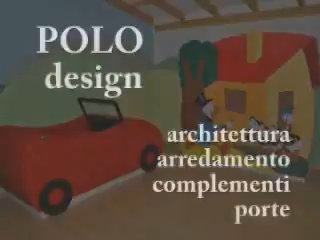 POLO
design
architettura
arredamento
complementi
porte